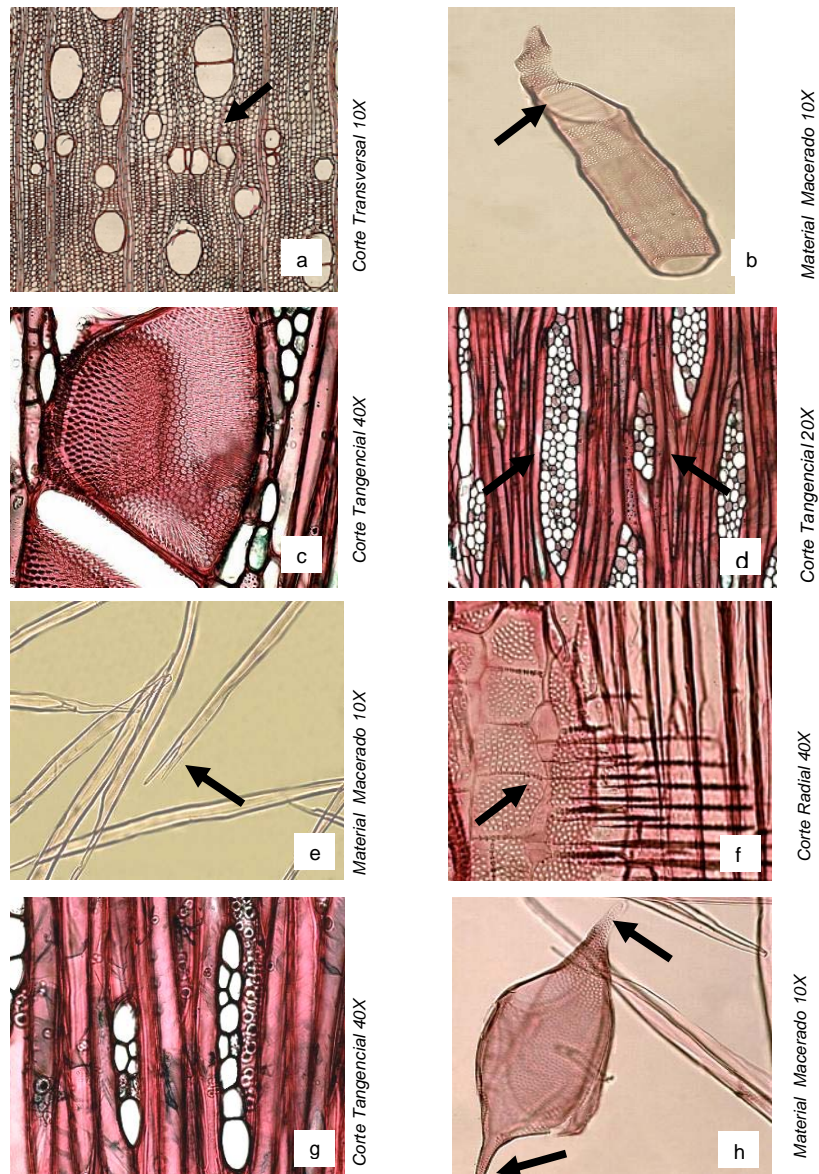 a
Corte Transversal 10X
b
Material Macerado 10X
c
Corte Tangencial 40X
d
Corte Tangencial 20X
e
Material Macerado 10X
f
Corte Radial 40X
g
Corte Tangencial 40X
h
Material Macerado 10X